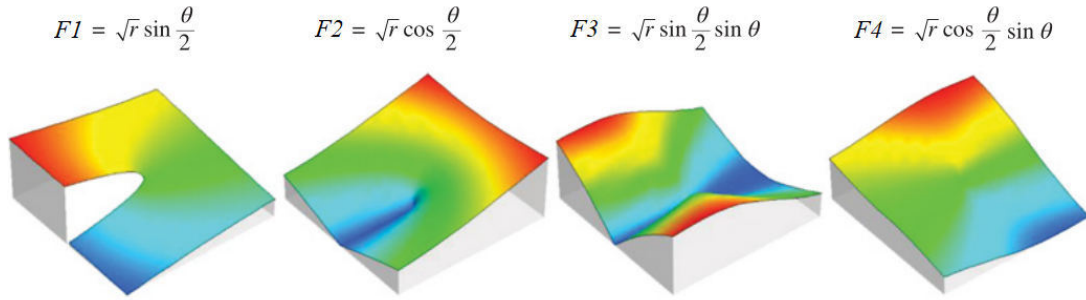 F1 = √r sin θ/2
F2 = √r cos θ/2
F3 = √r sin θ/2 sin θ
F4 = √r cos θ/2 sin θ